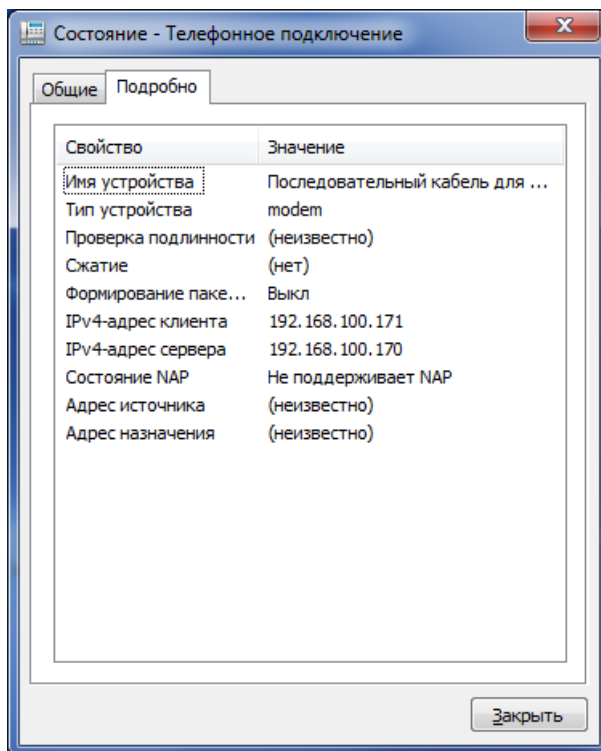 Состояние - Телефонное подключение
Общие Подробно
Свойство Значение
Имя устройства Последовательный кабель для ...
Тип устройства modem
Проверка подлинности (неизвестно)
Сжатие (нет)
Формирование паке... Выкл
IPv4-адрес клиента 192.168.100.171
IPv4-адрес сервера 192.168.100.170
Состояние NAP Не поддерживает NAP
Адрес источника (неизвестно)
Адрес назначения (неизвестно)
Закрыть